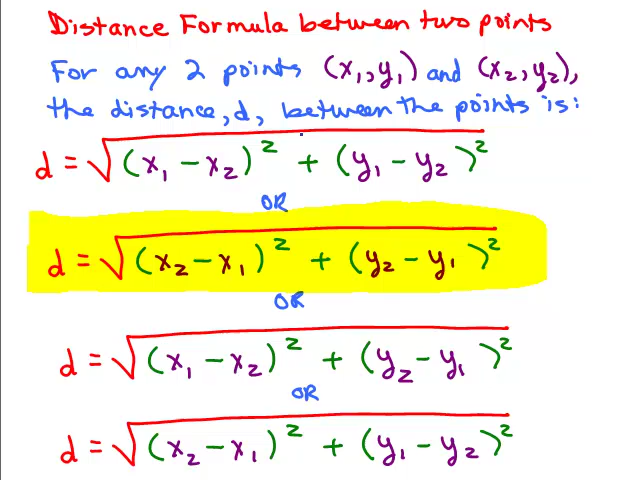 Distance Formula between two points
For any 2 points (x₁, y₁) and (x₂, y₂),
the distance, d, between the points is:
d = √((x₁ − x₂)² + (y₁ − y₂)²)
OR
d = √((x₂ − x₁)² + (y₂ − y₁)²)
OR
d = √((x₁ − x₂)² + (y₂ − y₁)²)
OR
d = √((x₂ − x₁)² + (y₁ − y₂)²)